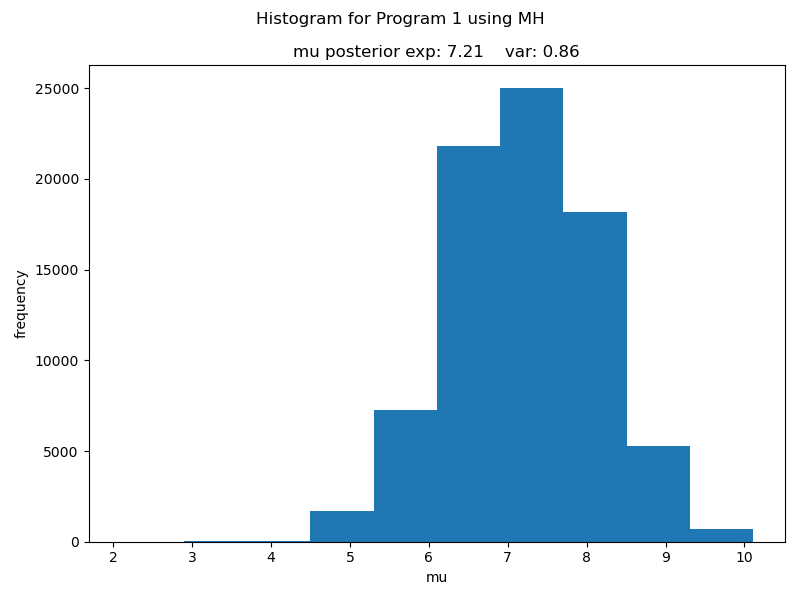 Histogram for Program 1 using MH
mu posterior exp: 7.21    var: 0.86
frequency
25000
20000
15000
10000
5000
0
2 3 4 5 6 7 8 9 10
mu